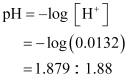 pH = −log [H⁺]
= −log(0.0132)
= 1.879 : 1.88